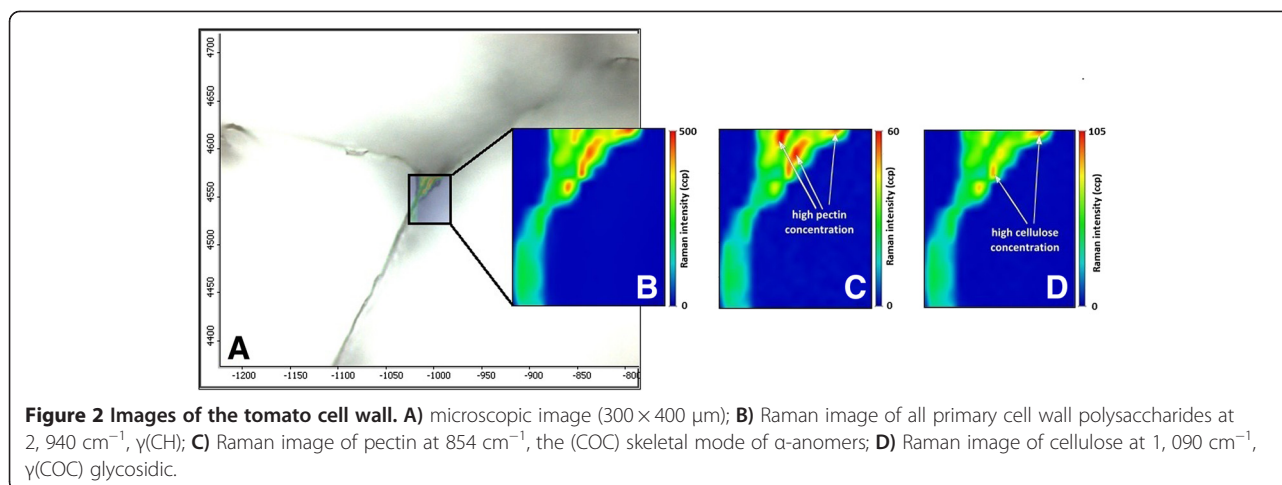 4700
4650
4600
4550
4500
4450
4400
-1200
-1150
-1100
-1050
-1000
-950
-900
-850
-800
A
500
Raman intensity (ccp)
0
B
60
Raman intensity (ccp)
0
high pectin
concentration
C
105
Raman intensity (ccp)
0
high cellulose
concentration
D
Figure 2 Images of the tomato cell wall. A) microscopic image (300 × 400 μm); B) Raman image of all primary cell wall polysaccharides at
2, 940 cm⁻¹, γ(CH); C) Raman image of pectin at 854 cm⁻¹, the (COC) skeletal mode of α-anomers; D) Raman image of cellulose at 1, 090 cm⁻¹,
γ(COC) glycosidic.